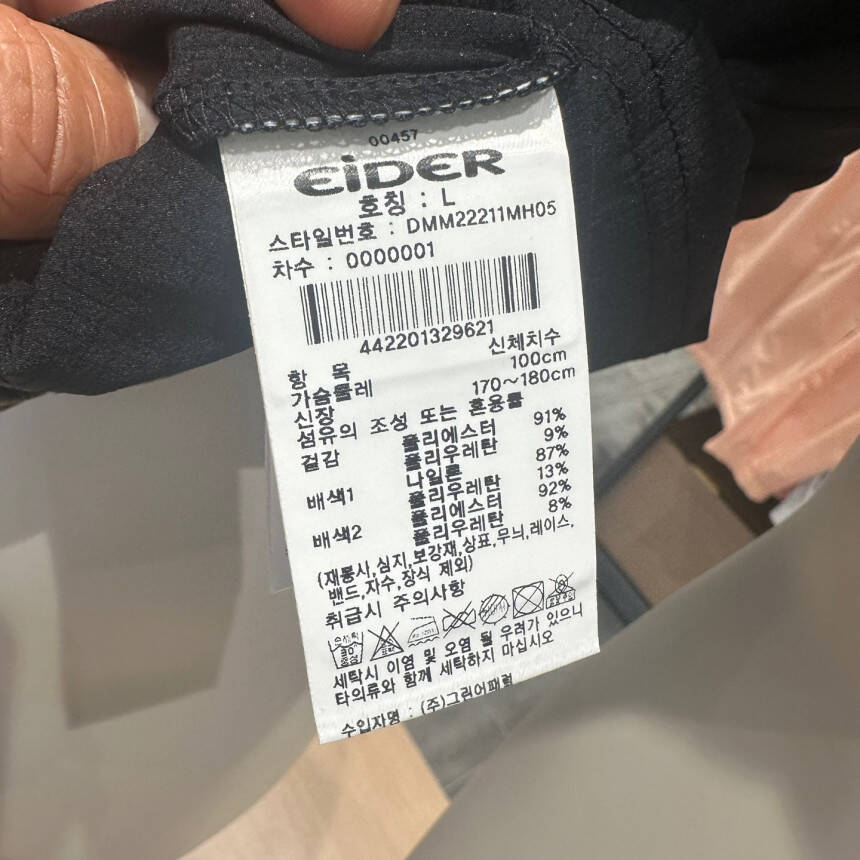 00457
EiDER
호칭 : L
스타일번호 : DMM22211MH05
차수 : 0000001
442201329621
항 목 신체치수
가슴둘레 100cm
신장 170~180cm
섬유의 조성 또는 혼용률
겉감 폴리에스터 91%
폴리우레탄 9%
배색1 나일론 87%
폴리우레탄 13%
배색2 폴리에스터 92%
폴리우레탄 8%
(재봉사,심지,보강재,상표,무늬,레이스,
밴드,자수,장식 제외)
취급시 주의사항
세탁시 이염 및 오염 될 우려가 있으니
타의류와 함께 세탁하지 마십시오
수입자명 : (주)그린어패럴